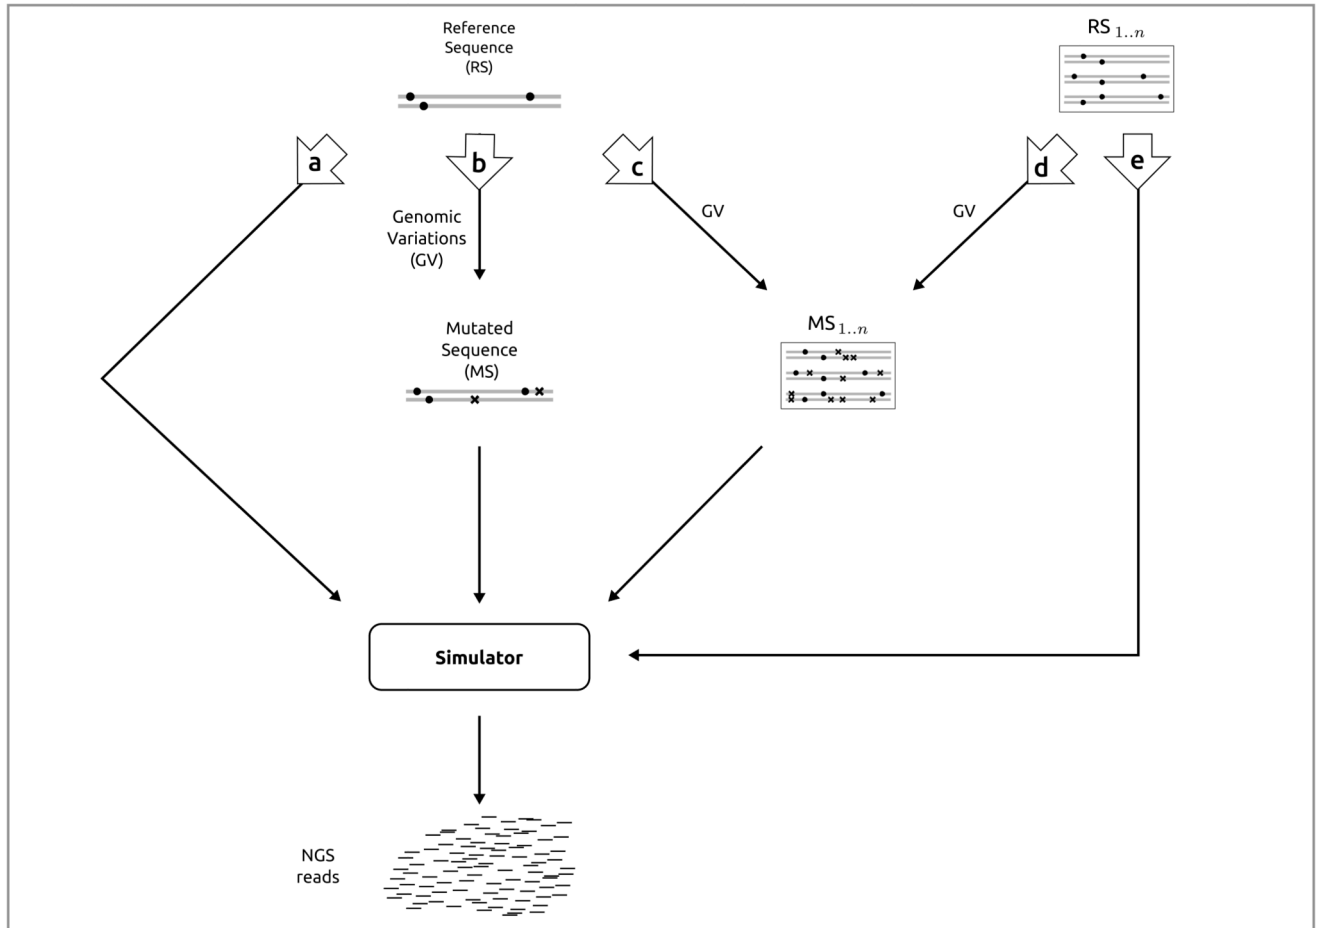 Reference
Sequence
(RS)
RS 1..n
a
b
c
d
e
Genomic
Variations
(GV)
GV
GV
Mutated
Sequence
(MS)
MS 1..n
Simulator
NGS
reads